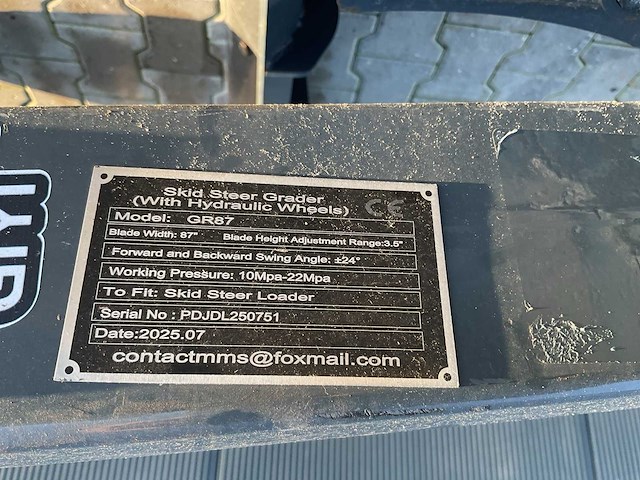 Skid Steer Grader
(With Hydraulic Wheels) CE
Model: GR87
Blade Width: 87" Blade Height Adjustment Range:3.5"
Forward and Backward Swing Angle: ±24°
Working Pressure: 10Mpa-22Mpa
To Fit: Skid Steer Loader
Serial No : PDJDL250751
Date:2025.07
contactmms@foxmail.com